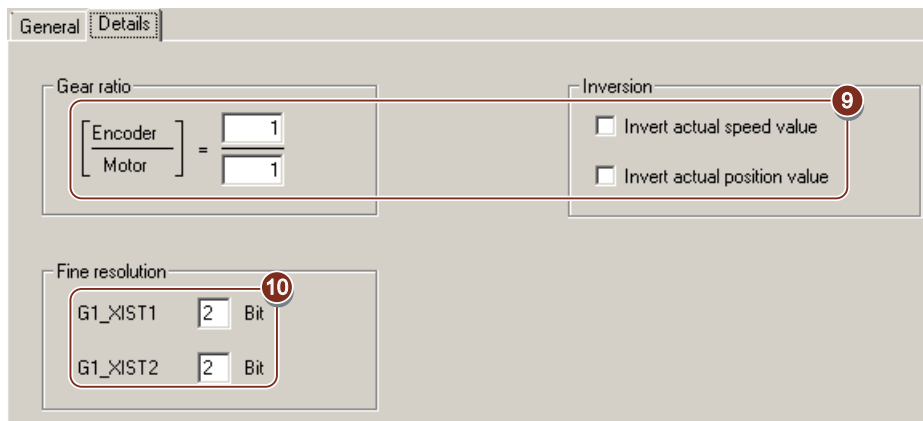 General Details
Gear ratio
Encoder
Motor
=
1
1
Inversion
9
Invert actual speed value
Invert actual position value
Fine resolution
10
G1_XIST1 2 Bit
G1_XIST2 2 Bit